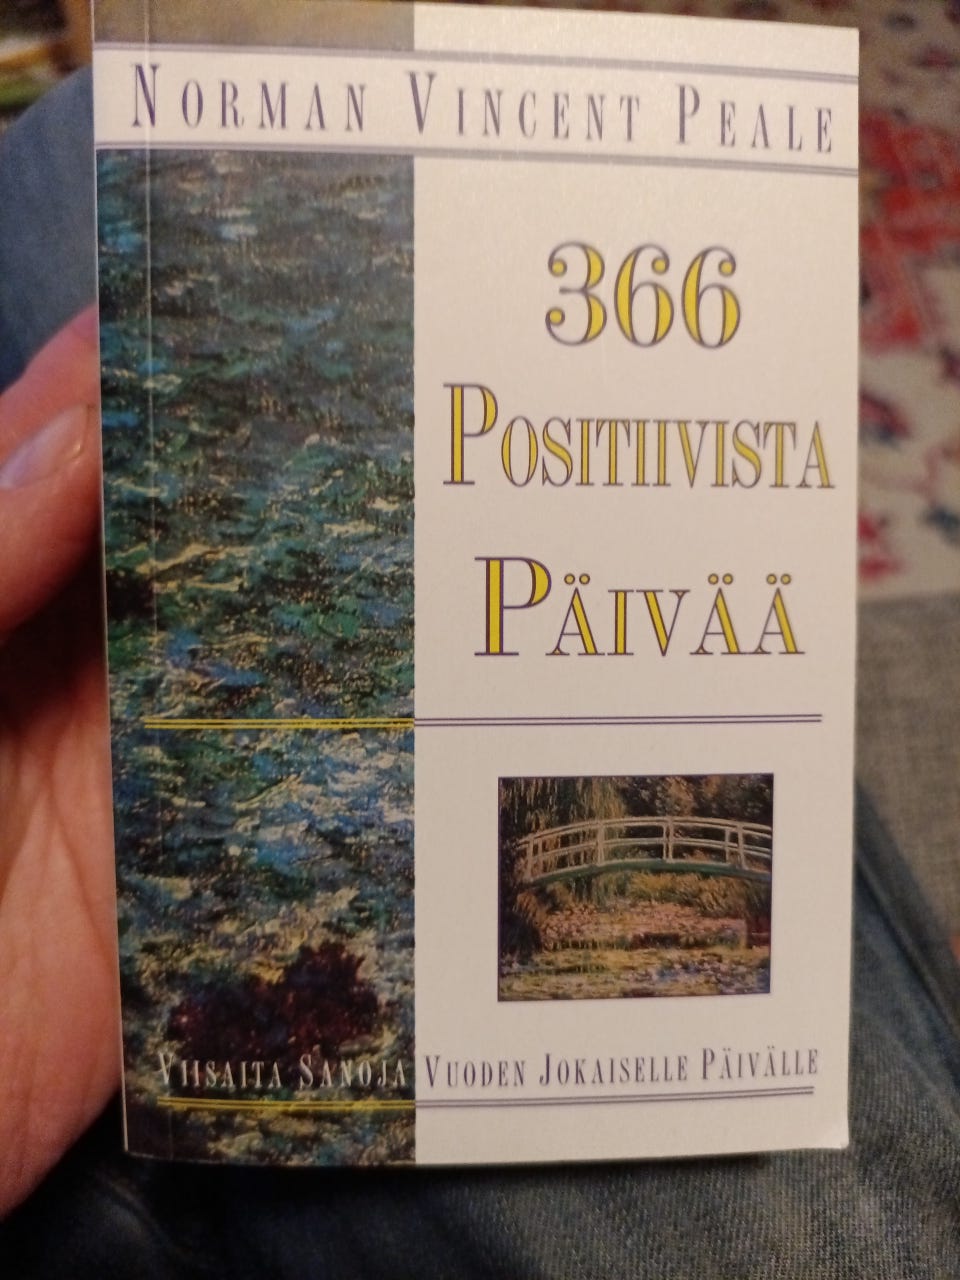 NORMAN VINCENT PEALE
366
POSITIIVISTA
PÄIVÄÄ
VIISAITA SANOJA VUODEN JOKAISELLE PÄIVÄLLE